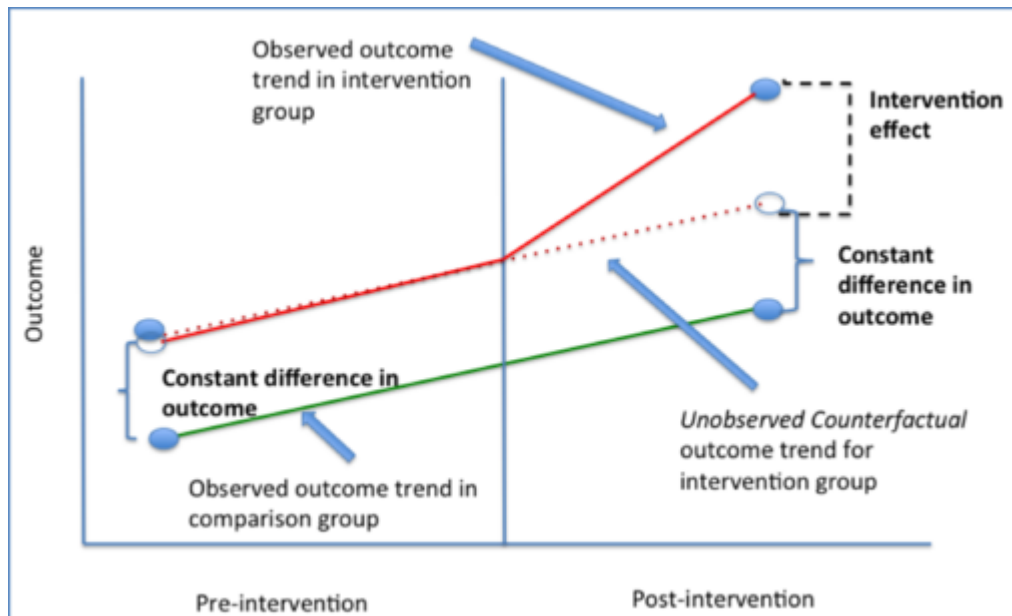 Observed outcome
trend in intervention
group
Intervention
effect
Outcome
Constant difference in
outcome
Constant difference in
outcome
Unobserved Counterfactual
outcome trend for
intervention group
Observed outcome trend in
comparison group
Pre-intervention
Post-intervention